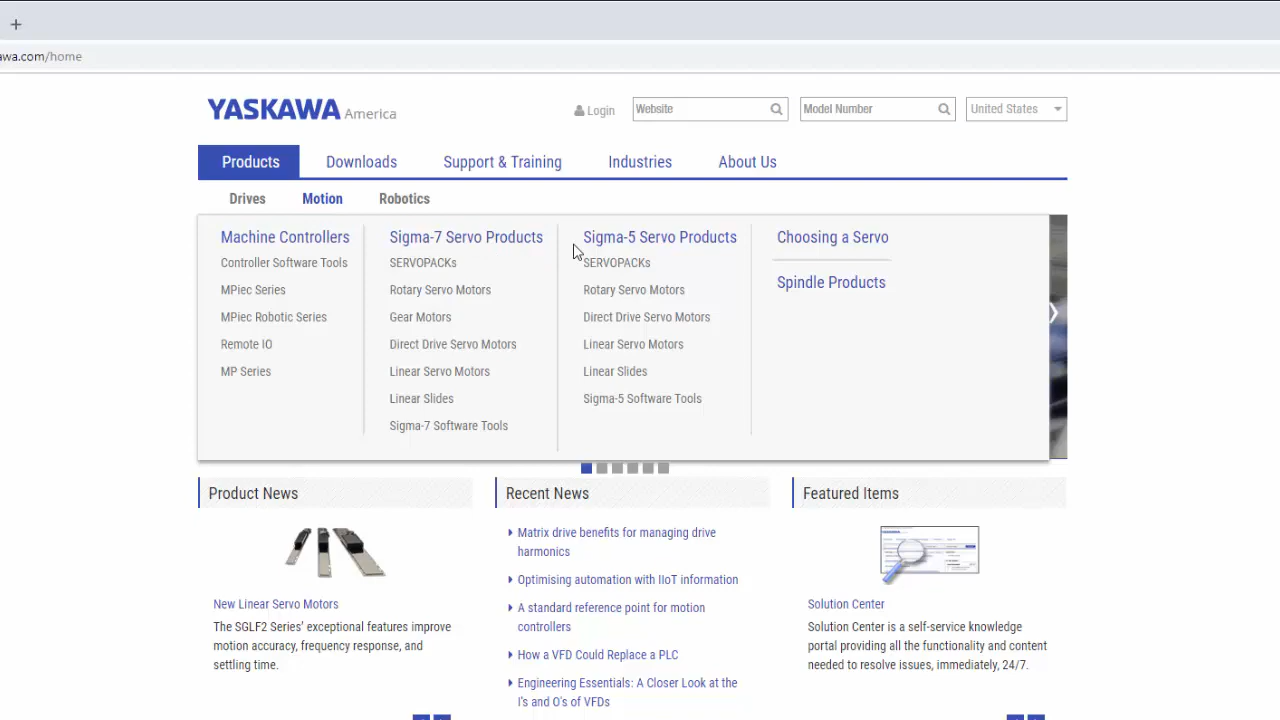 +
awa.com/home
YASKAWA America
Login
Website
Model Number
United States
Products
Downloads
Support & Training
Industries
About Us
Drives
Motion
Robotics
Machine Controllers
Controller Software Tools
MPiec Series
MPiec Robotic Series
Remote IO
MP Series
Sigma-7 Servo Products
SERVOPACKs
Rotary Servo Motors
Gear Motors
Direct Drive Servo Motors
Linear Servo Motors
Linear Slides
Sigma-7 Software Tools
Sigma-5 Servo Products
SERVOPACKs
Rotary Servo Motors
Direct Drive Servo Motors
Linear Servo Motors
Linear Slides
Sigma-5 Software Tools
Choosing a Servo
Spindle Products
Product News
New Linear Servo Motors
The SGLF2 Series' exceptional features improve
motion accuracy, frequency response, and
settling time.
Recent News
Matrix drive benefits for managing drive
harmonics
Optimising automation with IIoT information
A standard reference point for motion
controllers
How a VFD Could Replace a PLC
Engineering Essentials: A Closer Look at the
I's and O's of VFDs
Featured Items
Solution Center
Solution Center is a self-service knowledge
portal providing all the functionality and content
needed to resolve issues, immediately, 24/7.